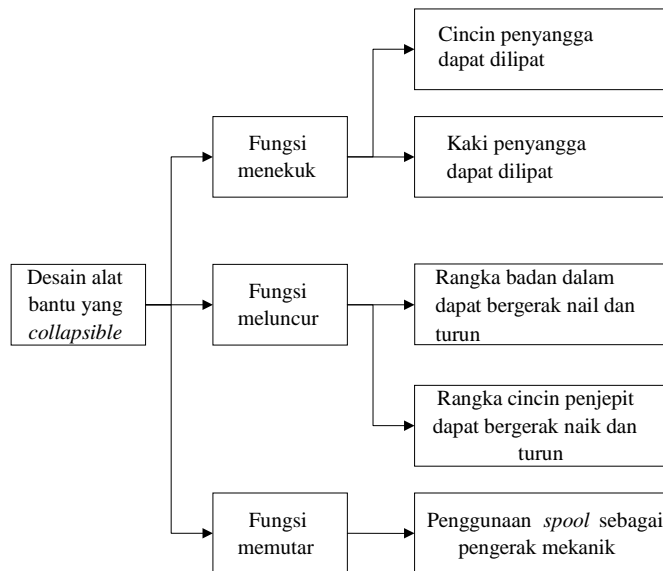 Cincin penyangga
dapat dilipat
Fungsi
menekuk
Kaki penyangga
dapat dilipat
Desain alat
bantu yang
collapsible
Fungsi
meluncur
Rangka badan dalam
dapat bergerak nail dan
turun
Rangka cincin penjepit
dapat bergerak naik dan
turun
Fungsi
memutar
Penggunaan spool sebagai
pengerak mekanik